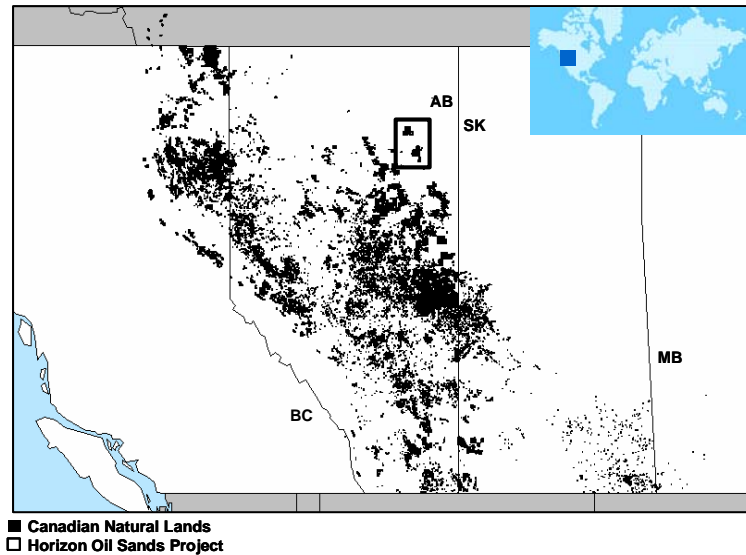 AB
SK
MB
BC
Canadian Natural Lands
Horizon Oil Sands Project